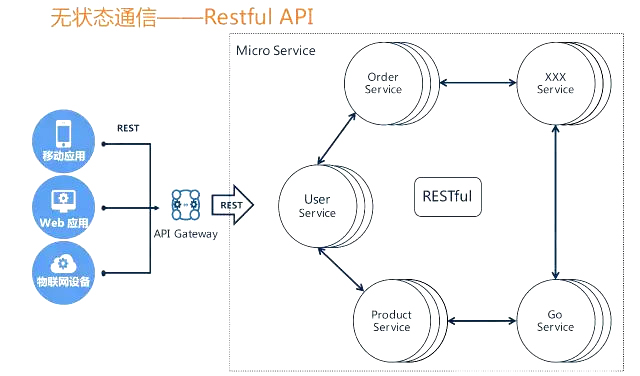 无状态通信——Restful API
Micro Service
Order
Service
XXX
Service
REST
移动应用
Web 应用
REST
API Gateway
User
Service
RESTful
物联网设备
Product
Service
Go
Service